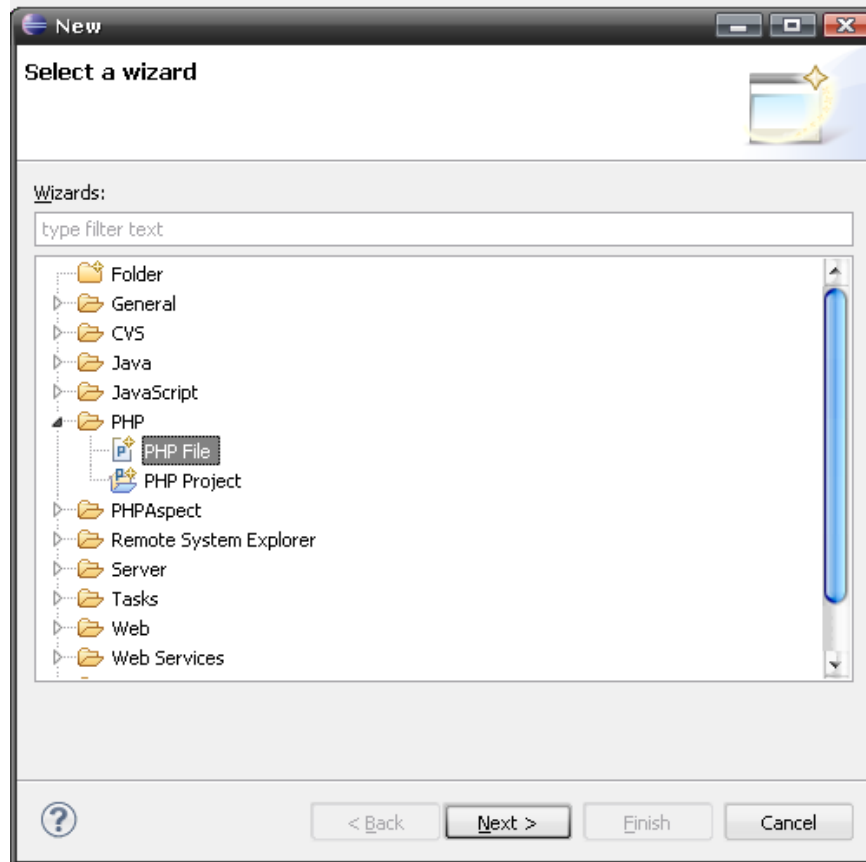 New
Select a wizard
Wizards:
type filter text
Folder
General
CVS
Java
JavaScript
PHP
PHP File
PHP Project
PHPAspect
Remote System Explorer
Server
Tasks
Web
Web Services
? < Back Next > Finish Cancel